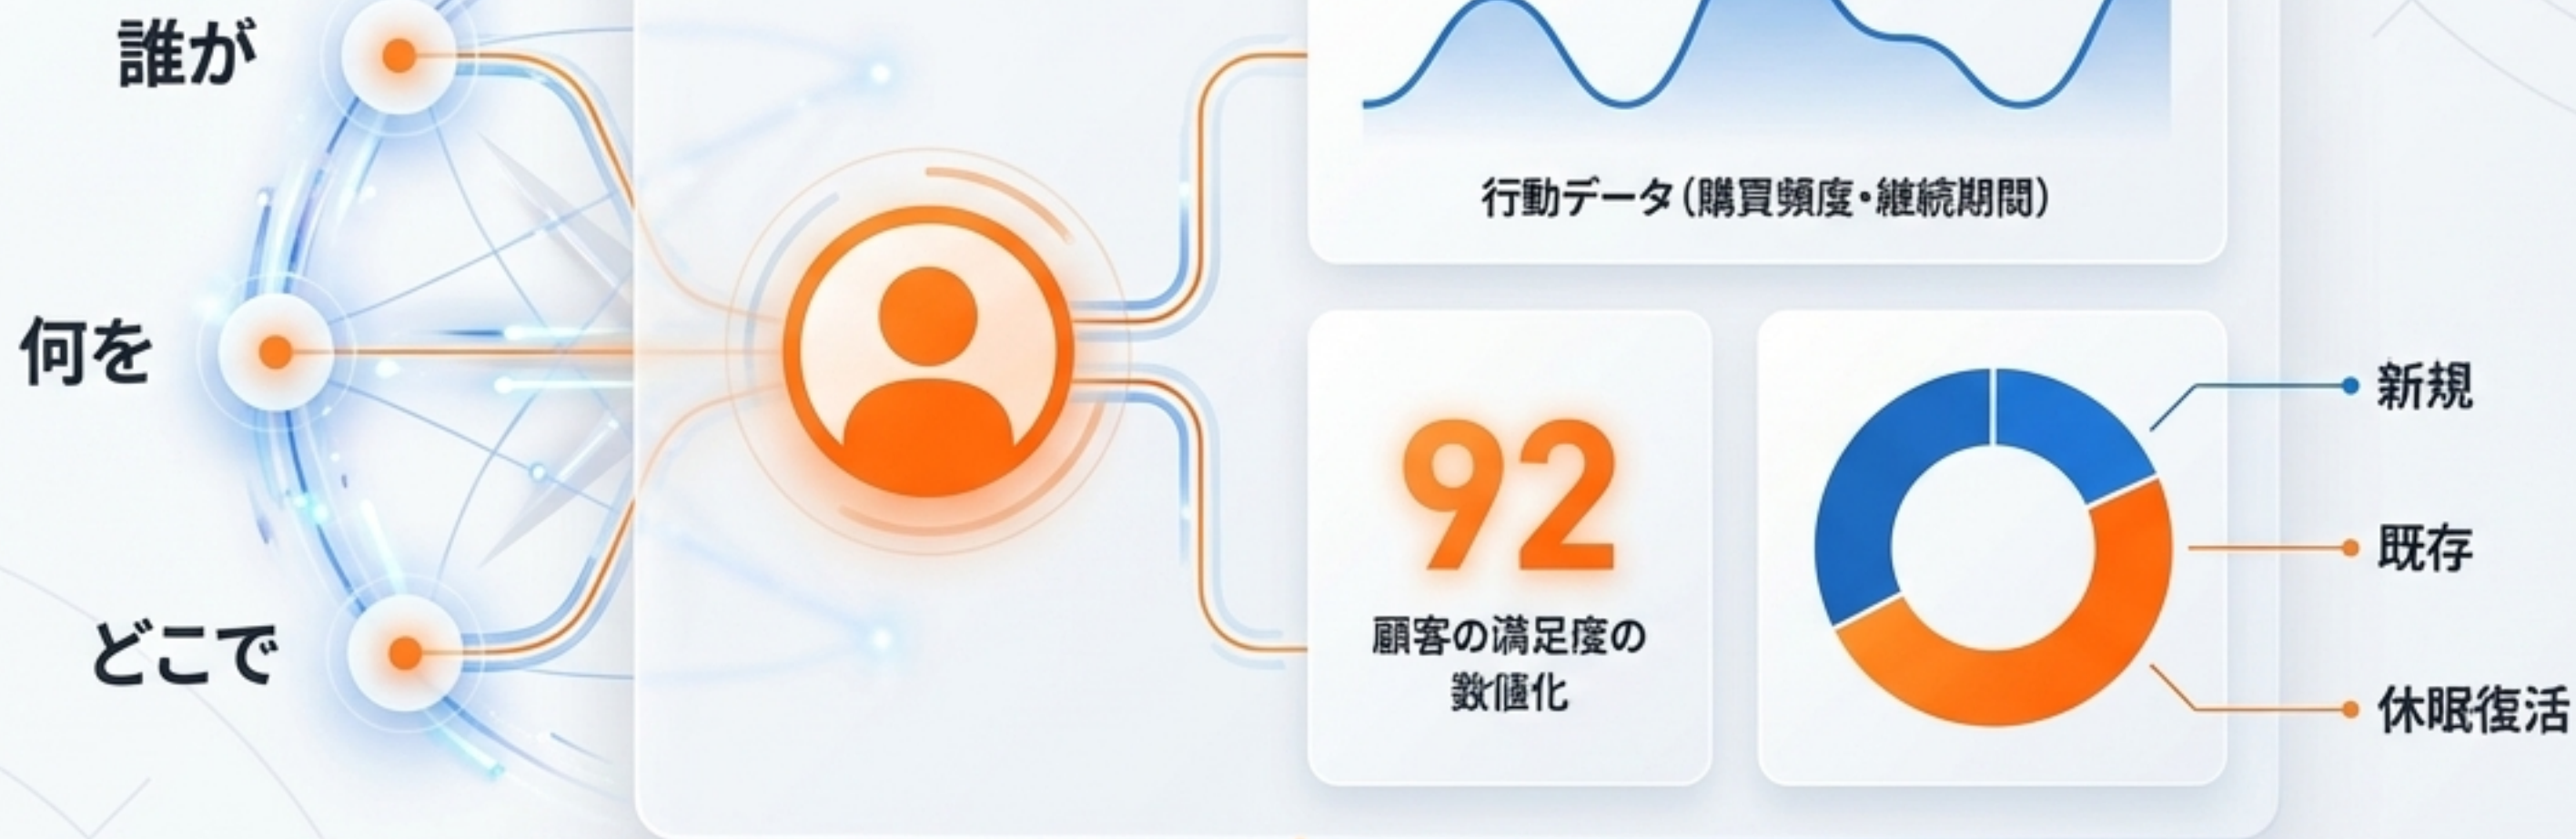 誰が
何を
どこで
行動データ（購買頻度・継続期間）
92
顧客の満足度の
数値化
新規
既存
休眠復活